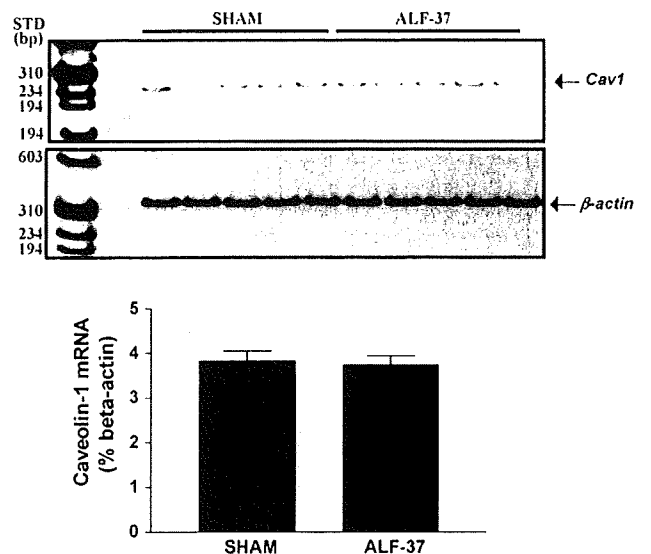 STD
(bp)
SHAM ALF-37
310
234
194
194
Cav1
603
310
234
194
β-actin
Caveolin-1 mRNA
(% beta-actin)
5
4
3
2
1
0
SHAM ALF-37